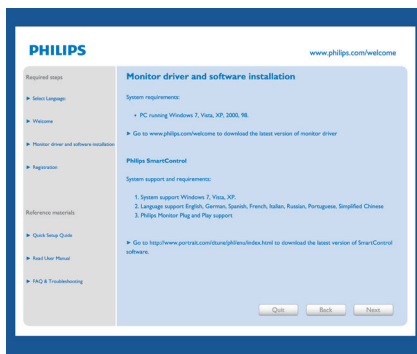 PHILIPS
www.philips.com/welcome
Required steps
► Select Language
► Welcome
► Monitor driver and software installation
► Registration
Reference materials
► Quick Setup Guide
► Read User Manual
► FAQ & Troubleshooting
Monitor driver and software installation
System requirements:
• PC running Windows 7, Vista, XP, 2000, 98.
► Go to www.philips.com/welcome to download the latest version of monitor driver
Philips SmartControl
System support and requirements:
1. System support Windows 7, Vista, XP.
2. Language support English, German, Spanish, French, Italian, Russian, Portuguese, Simplified Chinese
3. Philips Monitor Plug and Play support
► Go to http://www.portrait.com/dtune/phl/enu/index.html to download the latest version of SmartControl
software.
Quit
Back
Next